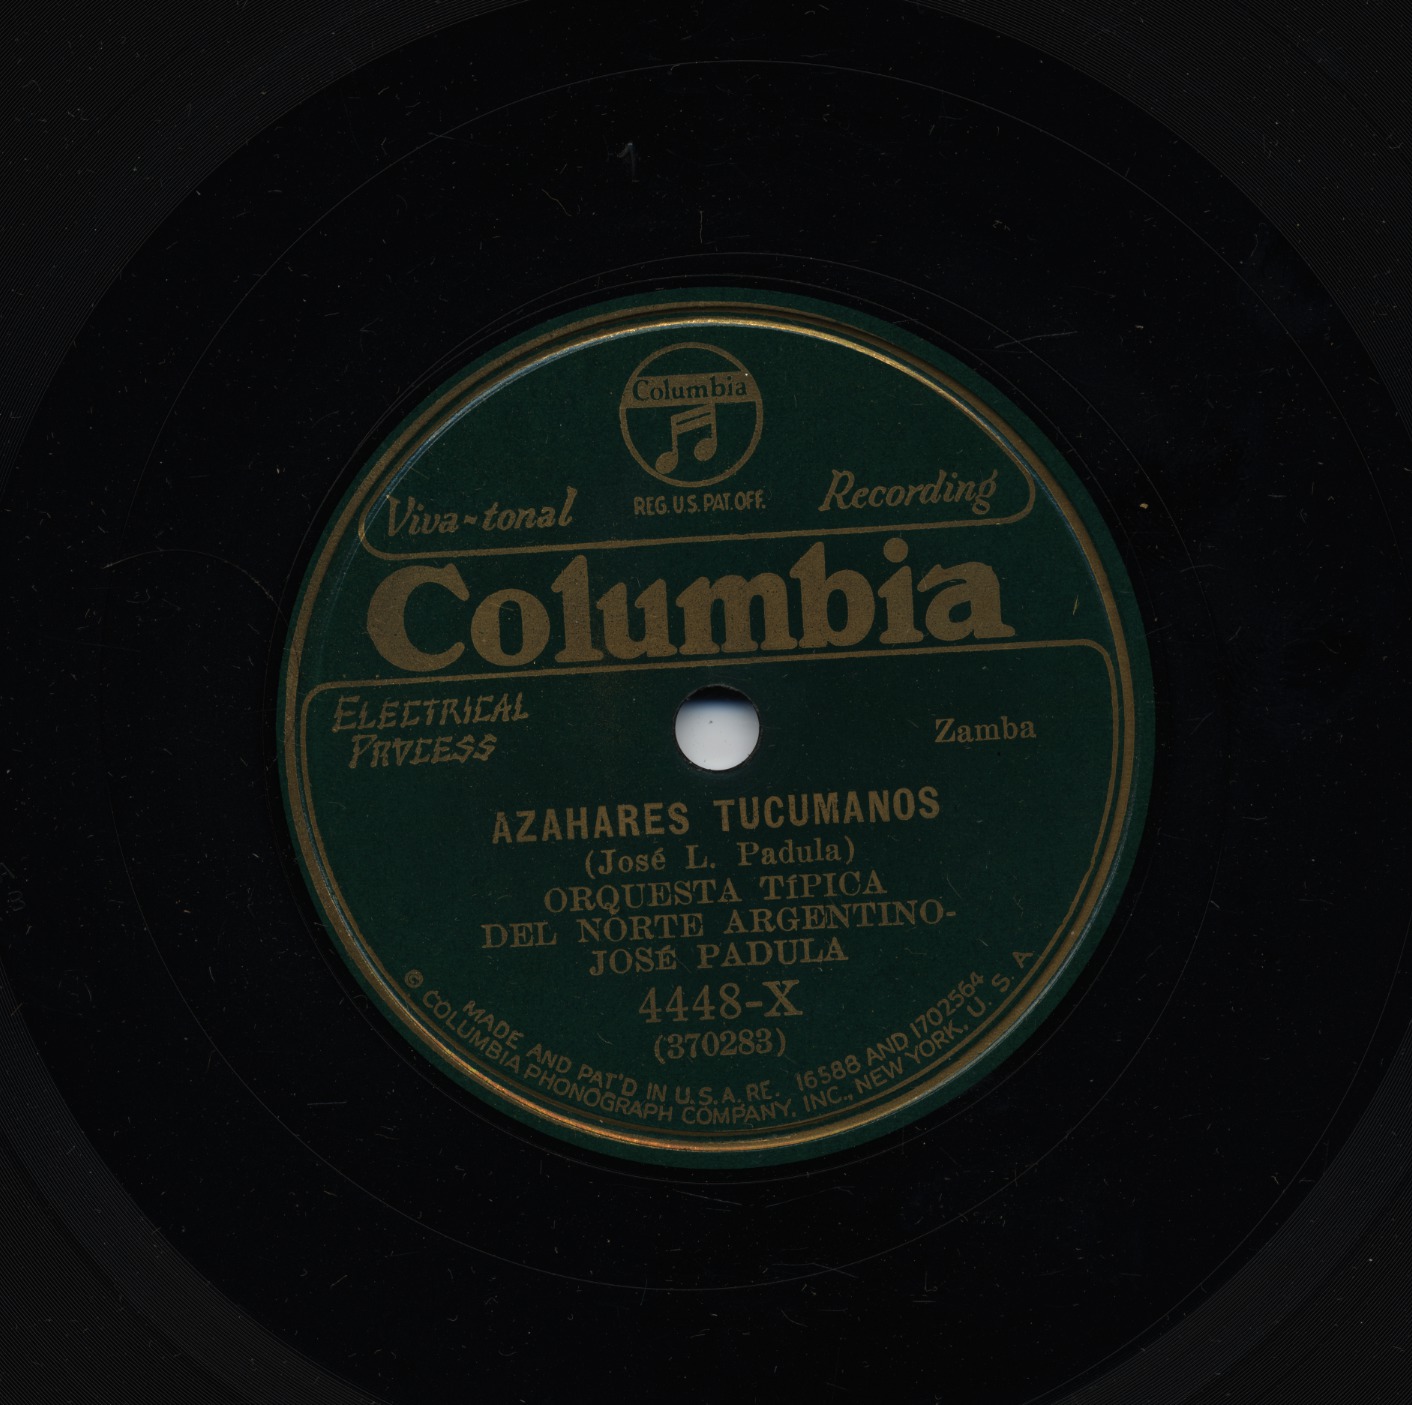 Columbia
REG. U.S. PAT. OFF.
Viva-tonal Recording
Columbia
ELECTRICAL
PROCESS
Zamba
AZAHARES TUCUMANOS
(José L. Padula)
ORQUESTA TíPICA
DEL NORTE ARGENTINO-
JOSÉ PADULA
4448-X
(370283)
MADE AND PAT'D IN U.S.A. RE. 16588 AND 1702564
© COLUMBIA PHONOGRAPH COMPANY, INC., NEW YORK, U. S. A
1